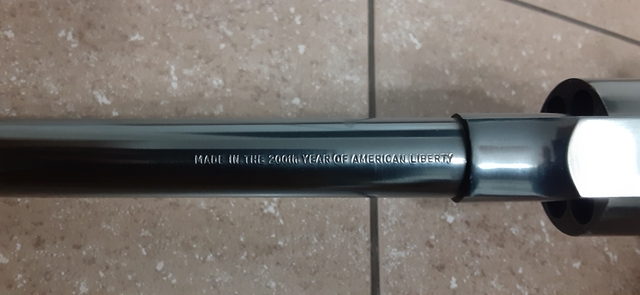 MADE IN THE 200th YEAR OF AMERICAN LIBERTY